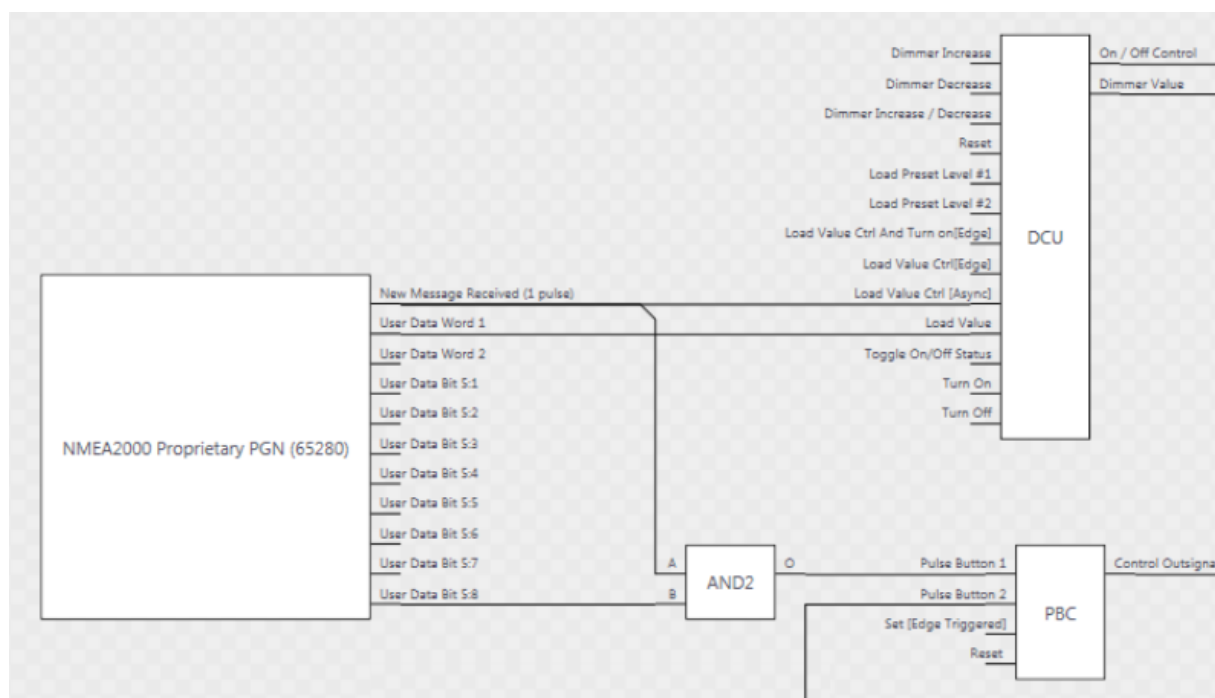 Dimmer Increase
On / Off Control
Dimmer Decrease
Dimmer Value
Dimmer Increase / Decrease
Reset
Load Preset Level #1
Load Preset Level #2
Load Value Ctrl And Turn on[Edge]
DCU
Load Value Ctrl[Edge]
New Message Received (1 pulse)
Load Value Ctrl [Async]
User Data Word 1
Load Value
User Data Word 2
Toggle On/Off Status
User Data Bit 5:1
Turn On
User Data Bit 5:2
Turn Off
NMEA2000 Proprietary PGN (65280)
User Data Bit 5:3
User Data Bit 5:4
User Data Bit 5:5
User Data Bit 5:6
User Data Bit 5:7
A
O
Pulse Button 1
Control Outsigna
AND2
User Data Bit 5:8
B
Pulse Button 2
PBC
Set [Edge Triggered]
Reset